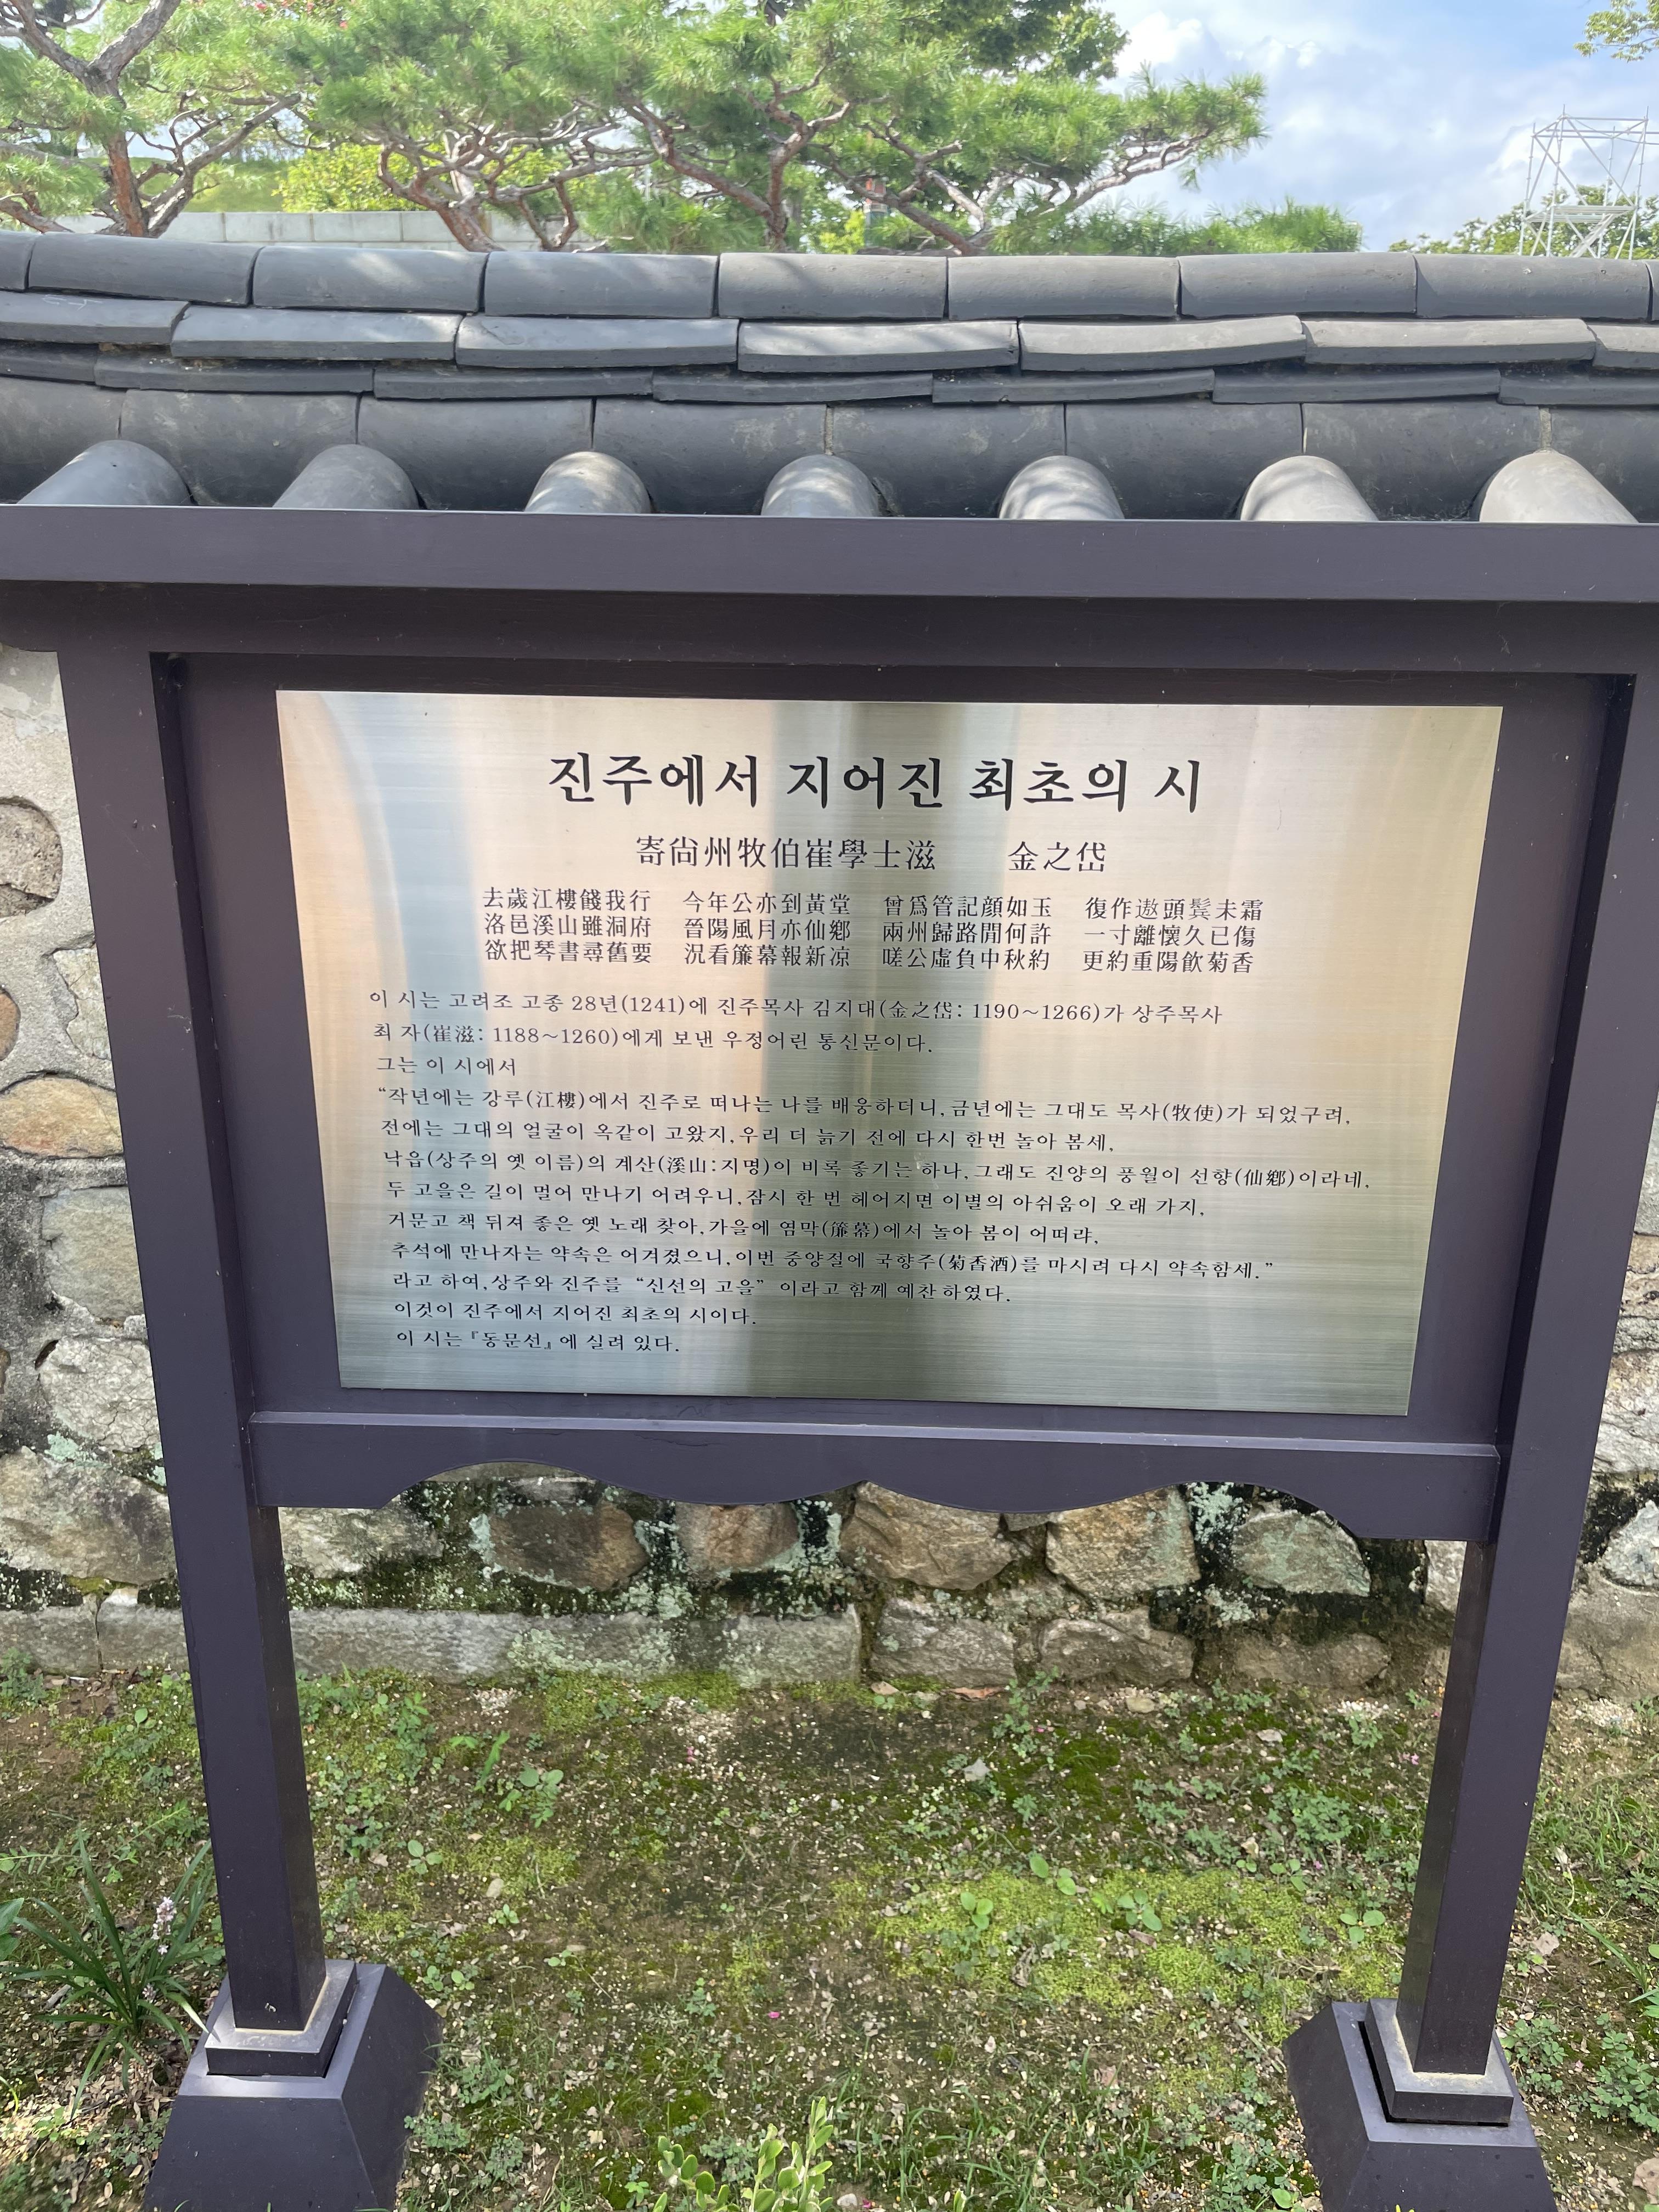 진주에서 지어진 최초의 시
寄尙州牧伯崔學士滋 金之岱
去歲江樓餞我行 今年公亦到黃堂 曾爲管記顔如玉 復作遨頭鬂未霜
洛邑溪山雖洞府 晉陽風月亦仙鄕 兩州歸路閒何許 一寸離懷久已傷
欲把琴書尋舊要 況看簾幕報新凉 嗟公虛負中秋約 更約重陽飮菊香
이 시는 고려조 고종 28년(1241)에 진주목사 김지대(金之岱: 1190~1266)가 상주목사
최 자(崔滋: 1188~1260)에게 보낸 우정어린 통신문이다.
그는 이 시에서
“작년에는 강루(江樓)에서 진주로 떠나는 나를 배웅하더니, 금년에는 그대도 목사(牧使)가 되었구려,
전에는 그대의 얼굴이 옥같이 고왔지, 우리 더 늙기 전에 다시 한번 놀아 봄세,
낙읍(상주의 옛 이름)의 계산(溪山:지명)이 비록 좋기는 하나, 그래도 진양의 풍월이 선향(仙鄕)이라네,
두 고을은 길이 멀어 만나기 어려우니, 잠시 한 번 헤어지면 이별의 아쉬움이 오래 가지,
거문고 책 뒤져 좋은 옛 노래 찾아, 가을에 염막(簾幕)에서 놀아 봄이 어떠랴,
추석에 만나자는 약속은 어겨졌으니, 이번 중양절에 국향주(菊香酒)를 마시려 다시 약속함세.”
라고 하여, 상주와 진주를 “신선의 고을” 이라고 함께 예찬하였다.
이것이 진주에서 지어진 최초의 시이다.
이 시는 『동문선』에 실려 있다.